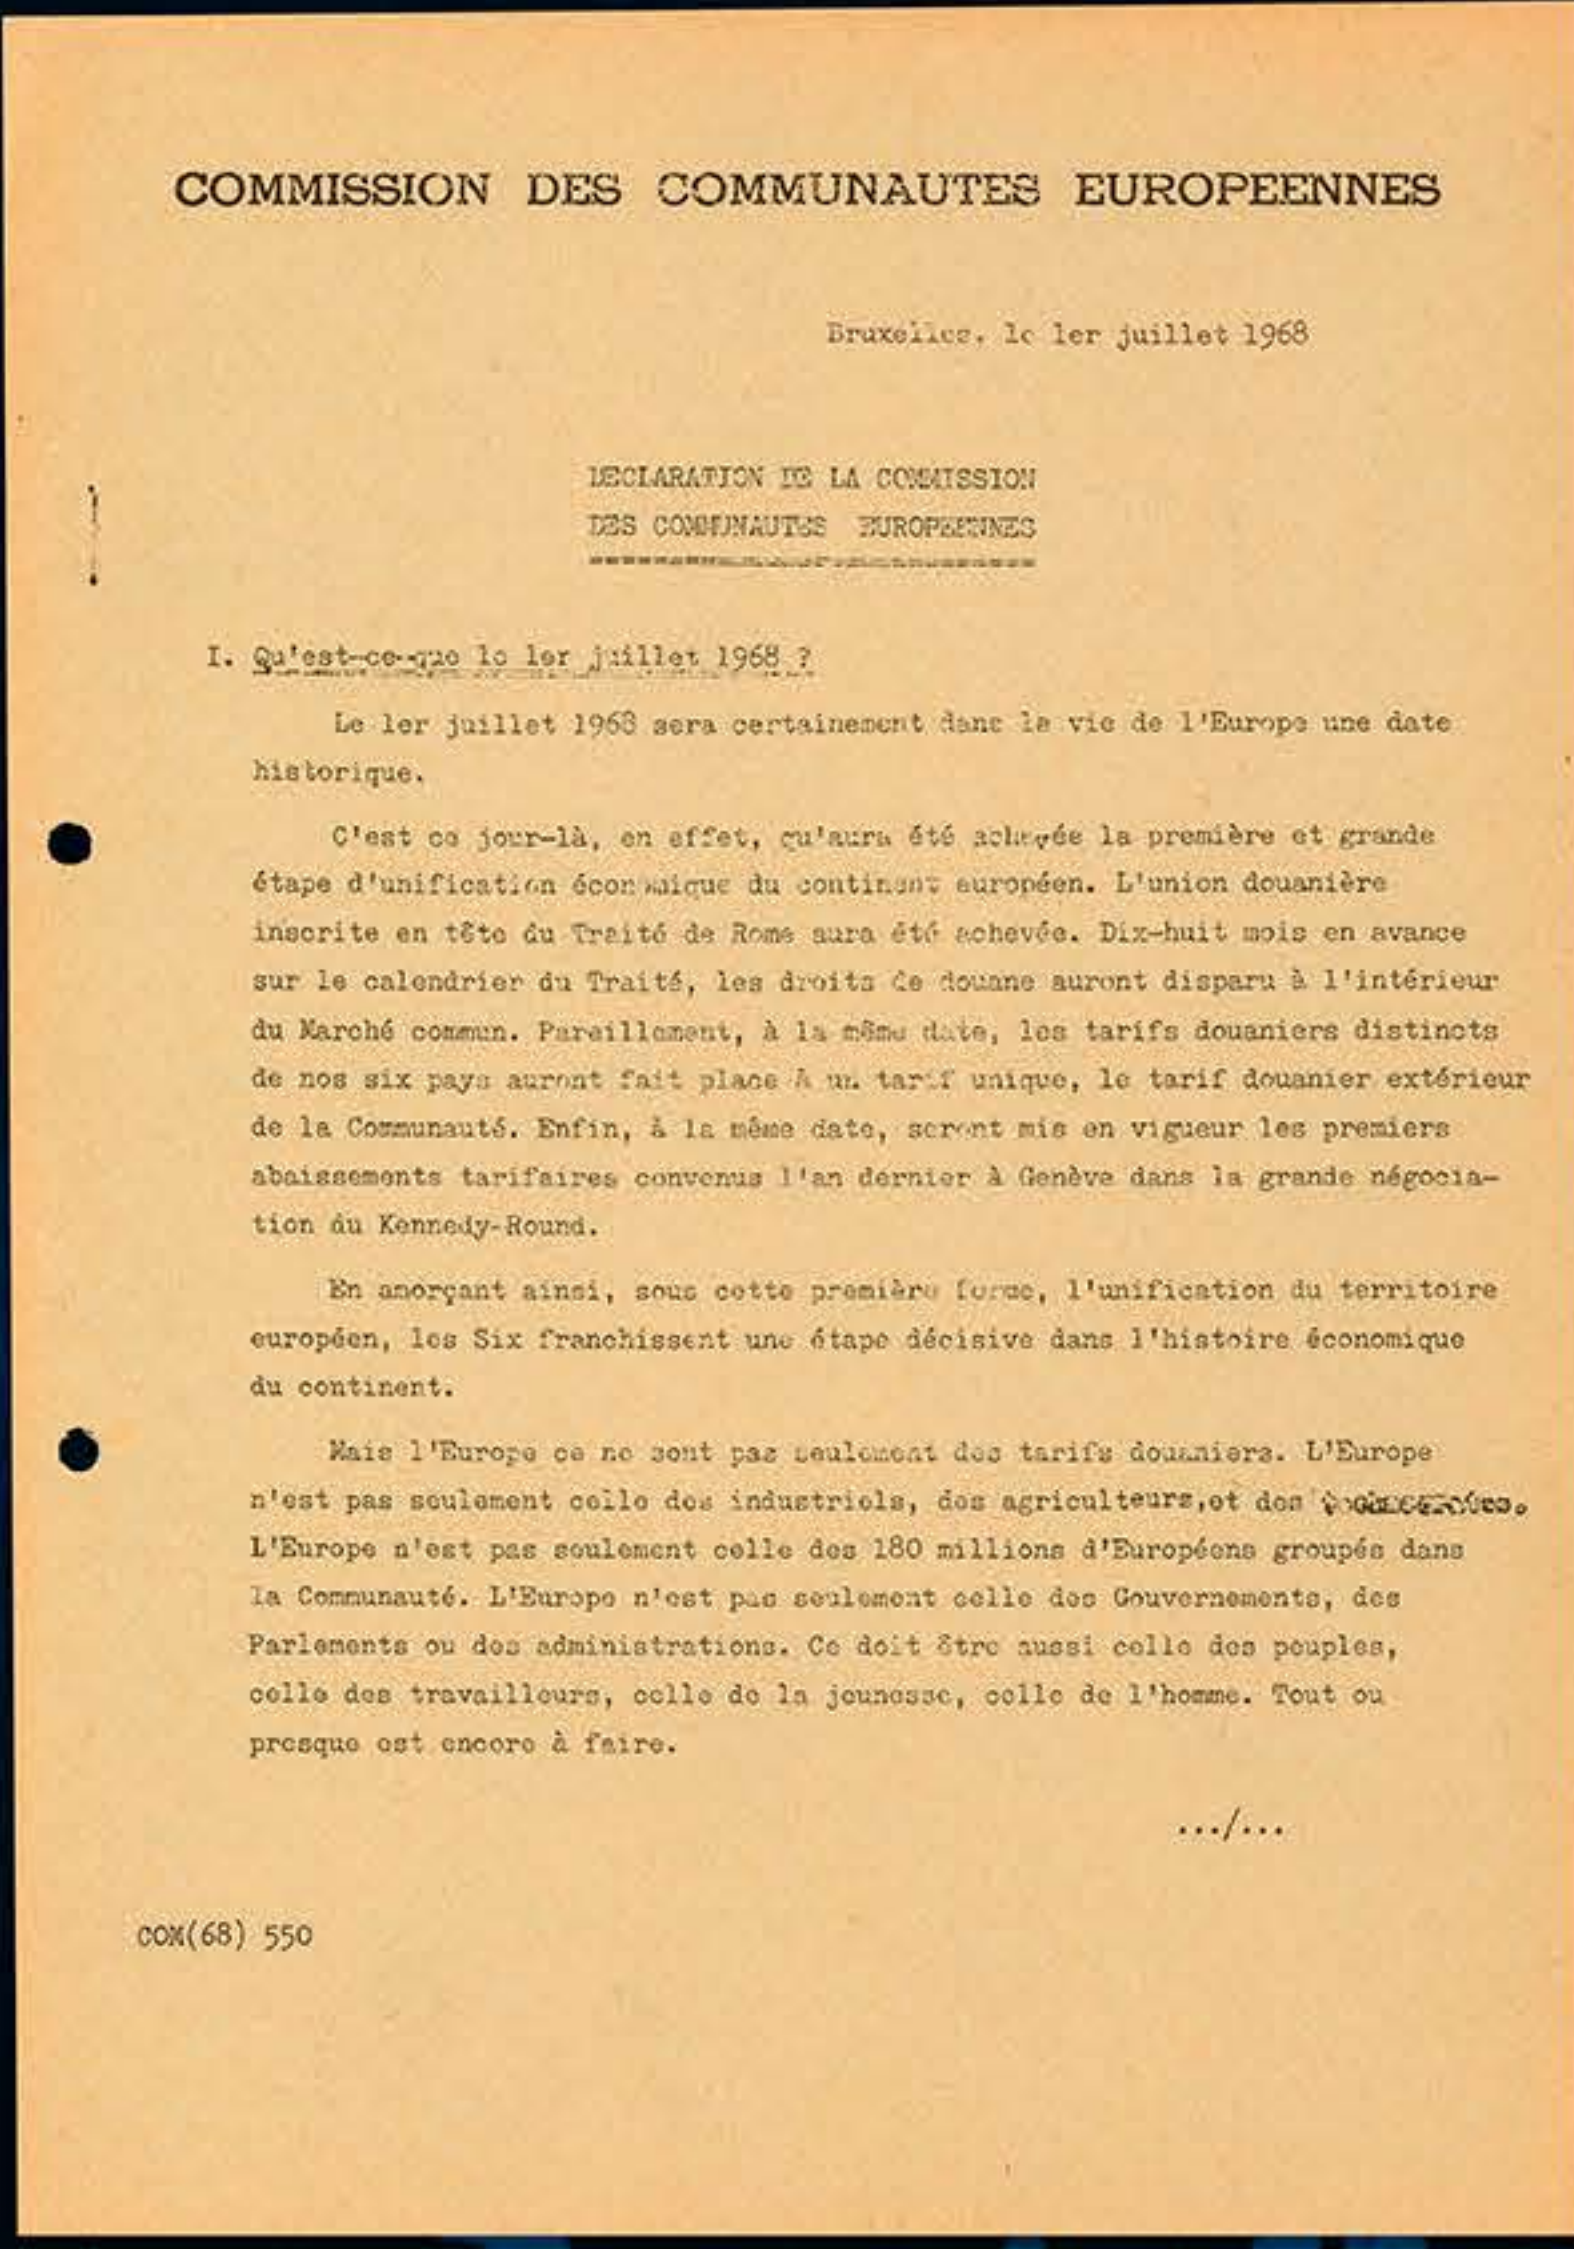 COMMISSION DES COMMUNAUTES EUROPEENNES
Bruxelles, le 1er juillet 1968
DECLARATION DE LA COMMISSION
DES COMMUNAUTES EUROPEENNES
I. Qu'est-ce-que le 1er juillet 1968 ?
Le 1er juillet 1968 sera certainement dans la vie de l'Europe une date
historique.
C'est ce jour-là, en effet, qu'aura été achevée la première et grande
étape d'unification économique du continent européen. L'union douanière
inscrite en tête du Traité de Rome aura été achevée. Dix-huit mois en avance
sur le calendrier du Traité, les droits de douane auront disparu à l'intérieur
du Marché commun. Pareillement, à la même date, les tarifs douaniers distincts
de nos six pays auront fait place à un tarif unique, le tarif douanier extérieur
de la Communauté. Enfin, à la même date, seront mis en vigueur les premiers
abaissements tarifaires convenus l'an dernier à Genève dans la grande négocia-
tion du Kennedy-Round.
En amorçant ainsi, sous cette première forme, l'unification du territoire
européen, les Six franchissent une étape décisive dans l'histoire économique
du continent.
Mais l'Europe ce ne sont pas seulement des tarifs douaniers. L'Europe
n'est pas seulement celle des industriels, des agriculteurs,et des
L'Europe n'est pas seulement celle des 180 millions d'Européens groupés dans
la Communauté. L'Europe n'est pas seulement celle des Gouvernements, des
Parlements ou des administrations. Ce doit être aussi celle des peuples,
celle des travailleurs, celle de la jeunesse, celle de l'homme. Tout ou
presque est encore à faire.
.../...
COM(68) 550